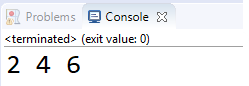 Problems Console
<terminated> (exit value: 0)
2 4 6